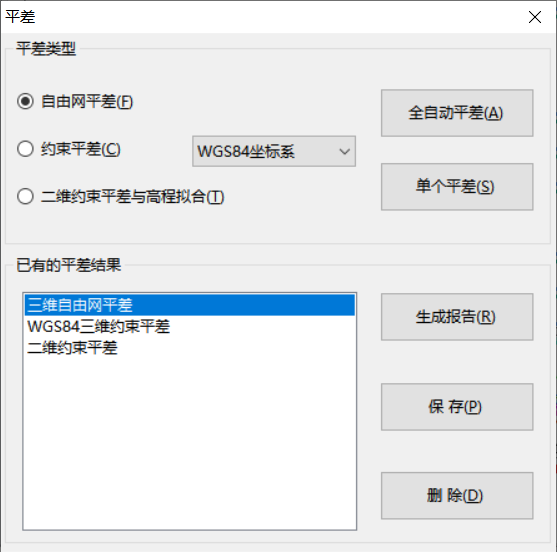 平差
平差类型
自由网平差(F)
约束平差(C)
WGS84坐标系
二维约束平差与高程拟合(T)
全自动平差(A)
单个平差(S)
已有的平差结果
三维自由网平差
WGS84三维约束平差
二维约束平差
生成报告(R)
保 存(P)
删 除(D)